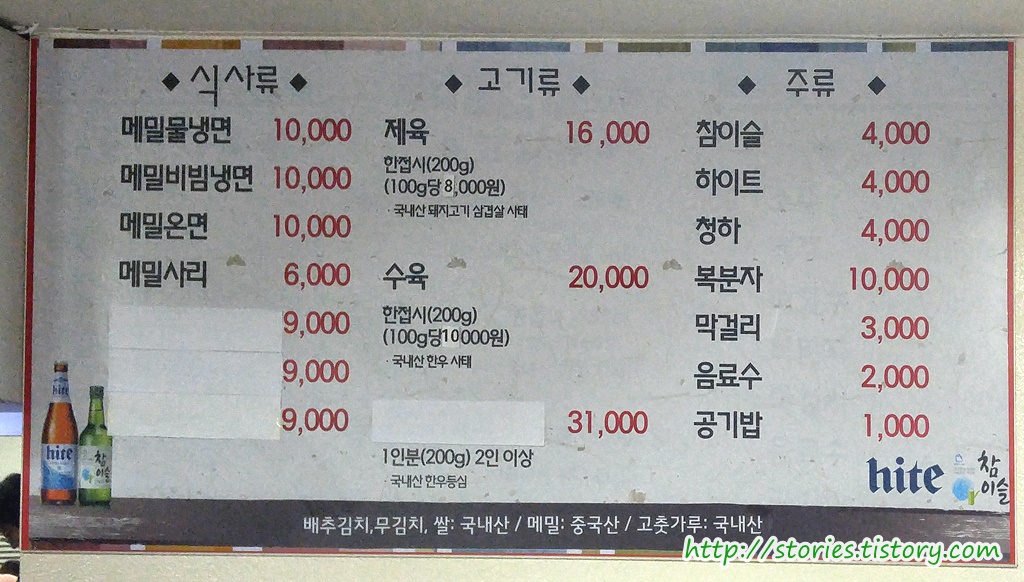 ◆ 식사류 ◆
메밀물냉면 10,000
메밀비빔냉면 10,000
메밀온면 10,000
메밀사리 6,000
9,000
9,000
9,000
◆ 고기류 ◆
제육 16,000
한접시(200g)
(100g당 8,000원)
· 국내산 돼지고기 삼겹살 사태
수육 20,000
한접시(200g)
(100g당10,000원)
· 국내산 한우 사태
31,000
1인분(200g) 2인 이상
· 국내산 한우등심
◆ 주류 ◆
참이슬 4,000
하이트 4,000
청하 4,000
복분자 10,000
막걸리 3,000
음료수 2,000
공기밥 1,000
hite
hite
참
이슬
hite
참
이슬
배추김치,무김치, 쌀: 국내산 / 메밀: 중국산 / 고춧가루: 국내산
http://stories.tistory.com